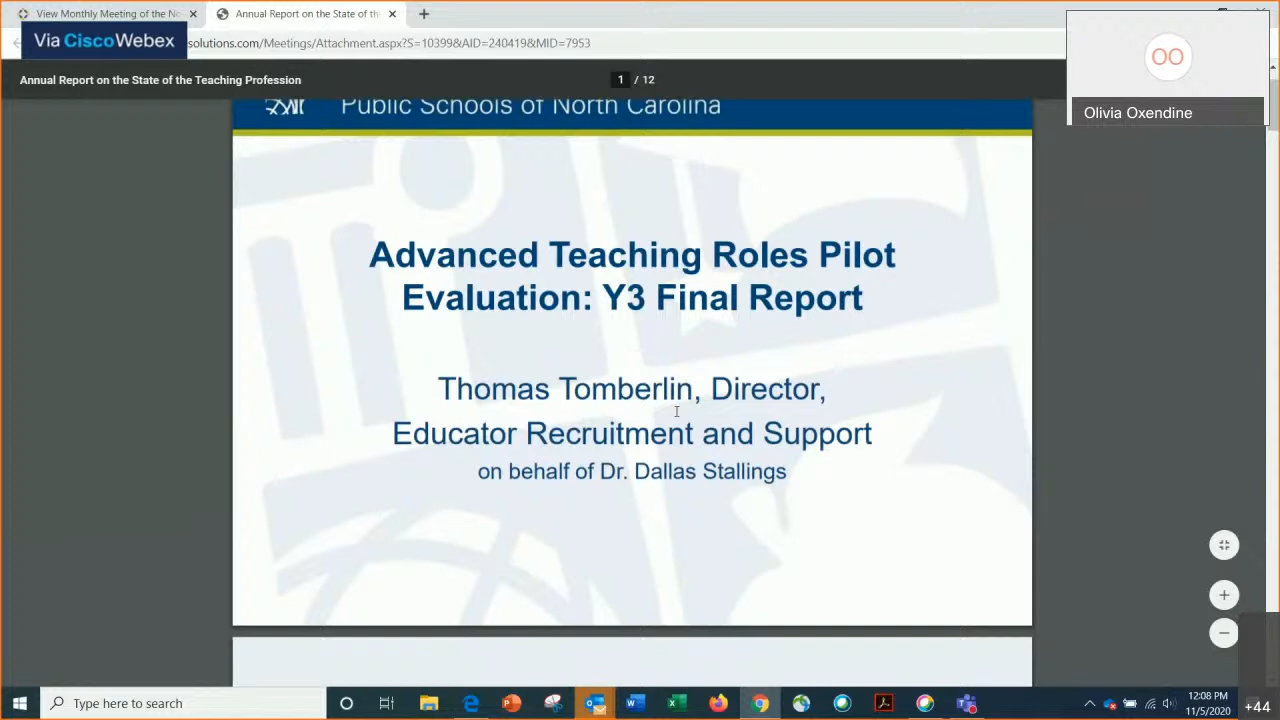 View Monthly Meeting of the No
Annual Report on the State of th
Via CiscoWebex
solutions.com/Meetings/Attachment.aspx?S=10399&AID=240419&MID=7953
Annual Report on the State of the Teaching Profession
1 / 12
OO
Olivia Oxendine
Public Schools of North Carolina
Advanced Teaching Roles Pilot
Evaluation: Y3 Final Report
Thomas Tomberlin, Director,
Educator Recruitment and Support
on behalf of Dr. Dallas Stallings
Type here to search
12:08 PM
11/5/2020
+44